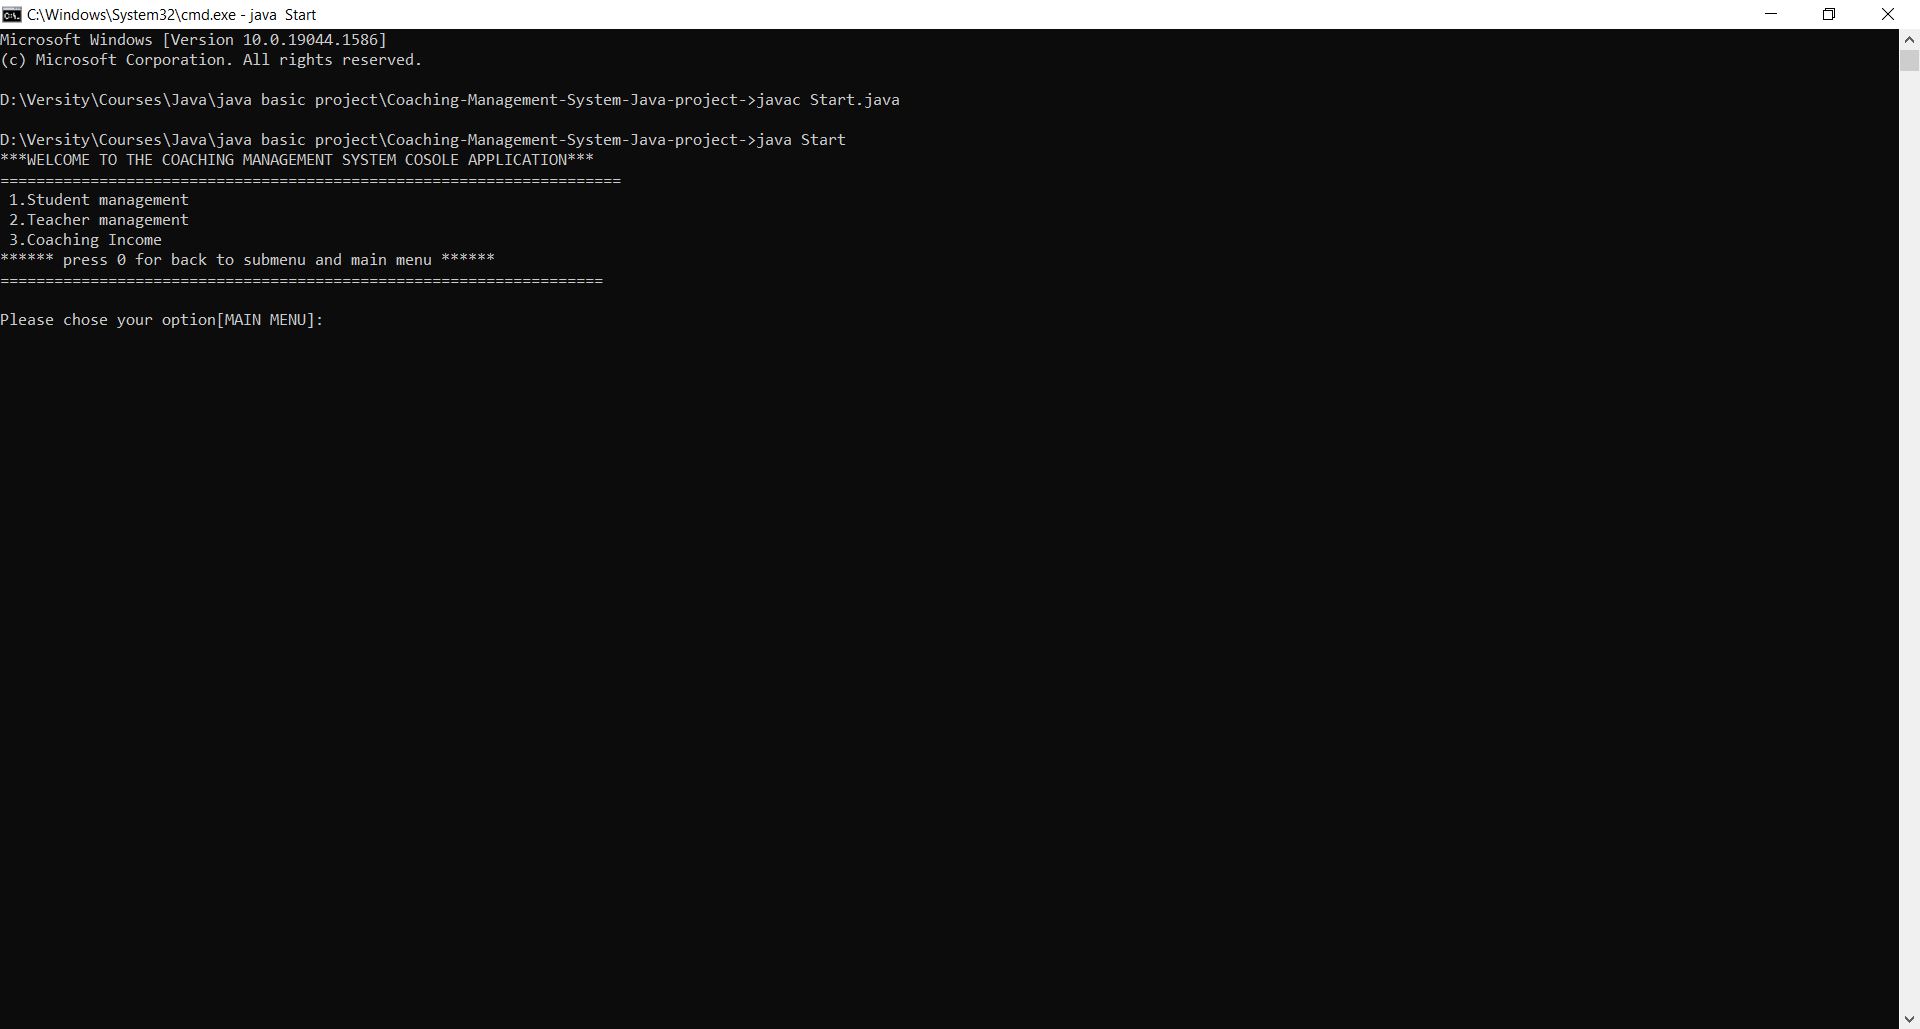 C:\Windows\System32\cmd.exe - java  Start
Microsoft Windows [Version 10.0.19044.1586]
(c) Microsoft Corporation. All rights reserved.
D:\Versity\Courses\Java\java basic project\Coaching-Management-System-Java-project->javac Start.java
D:\Versity\Courses\Java\java basic project\Coaching-Management-System-Java-project->java Start
***WELCOME TO THE COACHING MANAGEMENT SYSTEM COSOLE APPLICATION***
=====================================================================
 1.Student management
 2.Teacher management
 3.Coaching Income
****** press 0 for back to submenu and main menu ******
===================================================================
Please chose your option[MAIN MENU]: